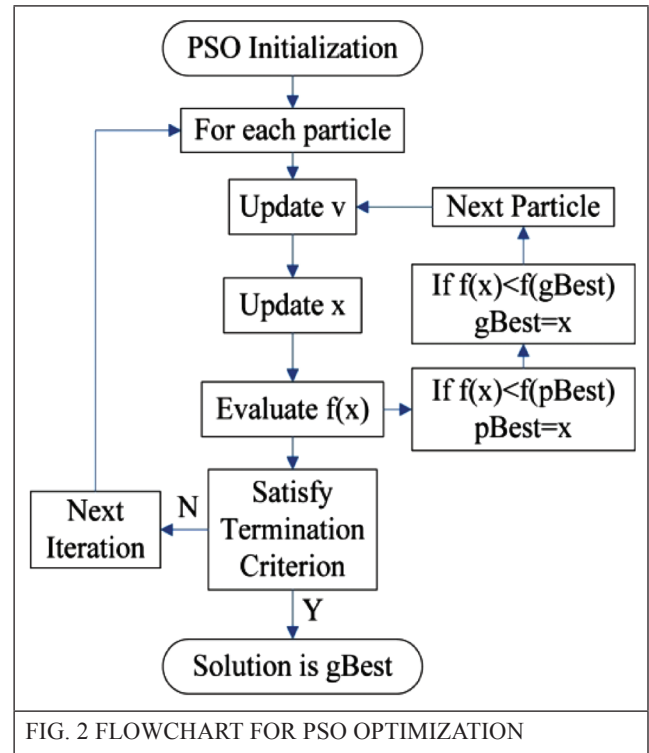 PSO Initialization
For each particle
Update v
Next Particle
Update x
If f(x)<f(gBest)
gBest=x
Evaluate f(x)
If f(x)<f(pBest)
pBest=x
Next
Iteration
N
Satisfy
Termination
Criterion
Y
Solution is gBest
FIG. 2 FLOWCHART FOR PSO OPTIMIZATION